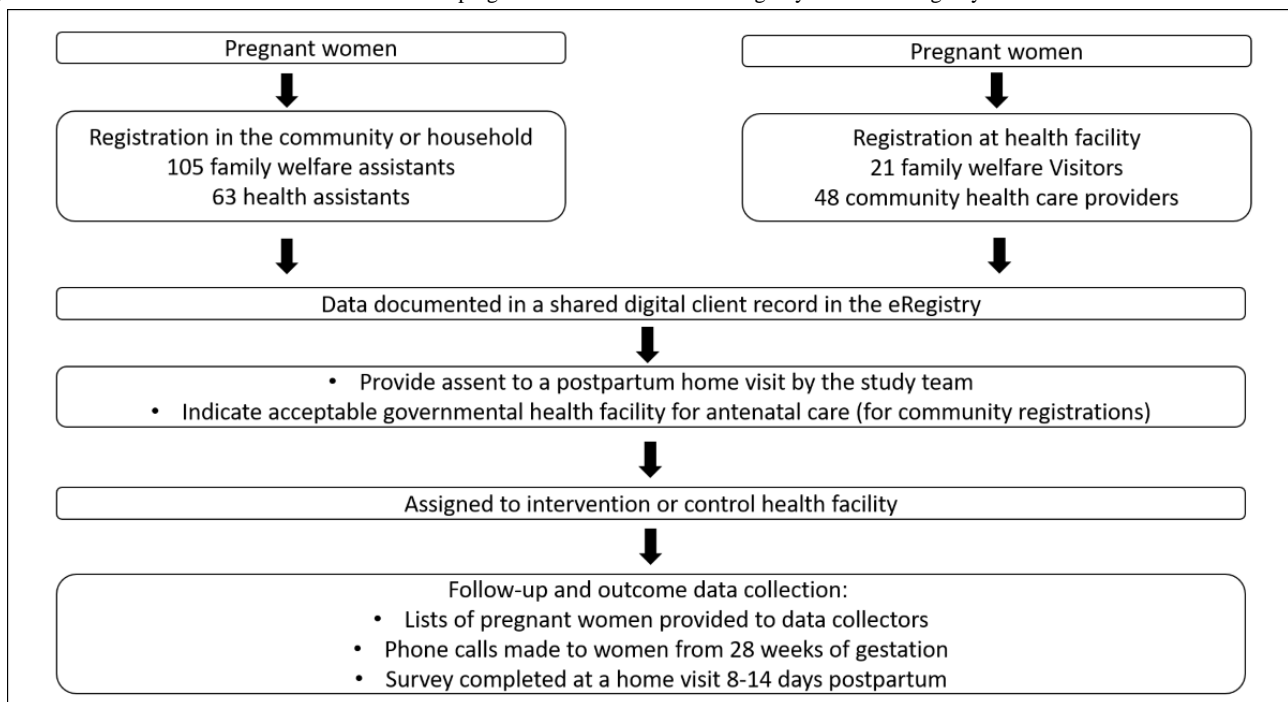 Pregnant women
Registration in the community or household
105 family welfare assistants
63 health assistants
Pregnant women
Registration at health facility
21 family welfare Visitors
48 community health care providers
Data documented in a shared digital client record in the eRegistry
• Provide assent to a postpartum home visit by the study team
• Indicate acceptable governmental health facility for antenatal care (for community registrations)
Assigned to intervention or control health facility
Follow-up and outcome data collection:
• Lists of pregnant women provided to data collectors
• Phone calls made to women from 28 weeks of gestation
• Survey completed at a home visit 8-14 days postpartum